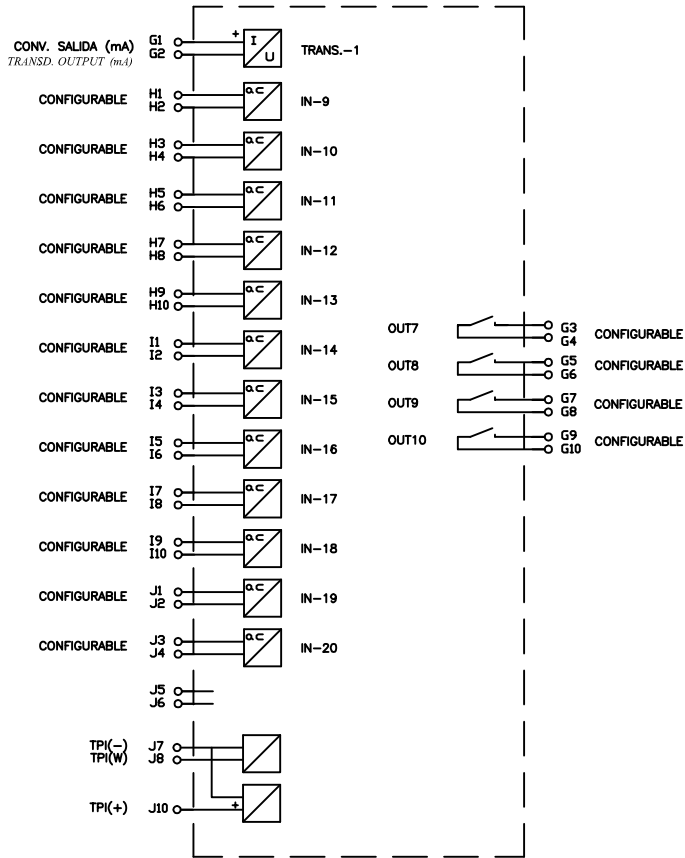 CONV. SALIDA (mA) G1 + I TRANS.-1
TRANSD. OUTPUT (mA) G2 U
CONFIGURABLE H1 H2 a.c IN-9
CONFIGURABLE H3 H4 a.c IN-10
CONFIGURABLE H5 H6 a.c IN-11
CONFIGURABLE H7 H8 a.c IN-12
CONFIGURABLE H9 H10 a.c IN-13
CONFIGURABLE I1 I2 a.c IN-14
CONFIGURABLE I3 I4 a.c IN-15
CONFIGURABLE I5 I6 a.c IN-16
CONFIGURABLE I7 I8 a.c IN-17
CONFIGURABLE I9 I10 a.c IN-18
CONFIGURABLE J1 J2 a.c IN-19
CONFIGURABLE J3 J4 a.c IN-20
J5
J6
TPI(-) J7
TPI(W) J8
TPI(+) J10 +
OUT7 G3 G4 CONFIGURABLE
OUT8 G5 G6 CONFIGURABLE
OUT9 G7 G8 CONFIGURABLE
OUT10 G9 G10 CONFIGURABLE